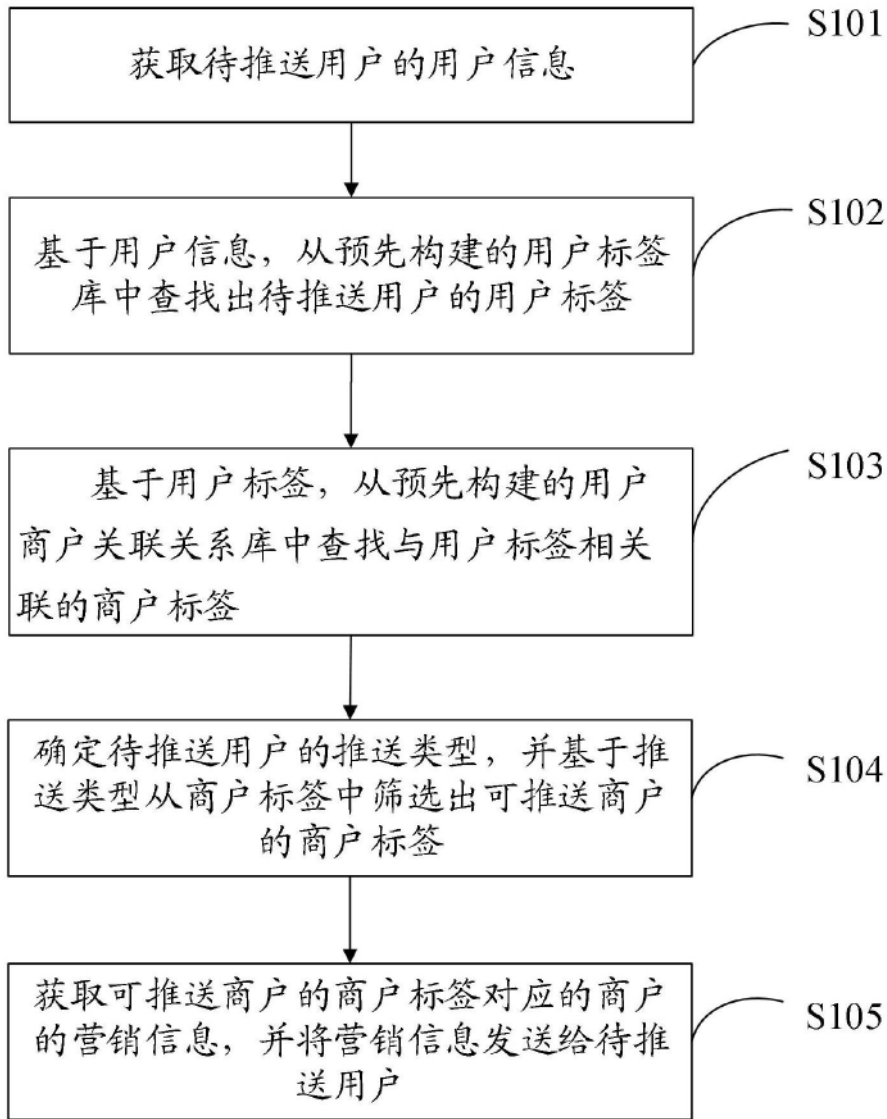 获取待推送用户的用户信息
S101
基于用户信息，从预先构建的用户标签
库中查找出待推送用户的用户标签
S102
基于用户标签，从预先构建的用户
商户关联关系库中查找与用户标签相关
联的商户标签
S103
确定待推送用户的推送类型，并基于推
送类型从商户标签中筛选出可推送商户
的商户标签
S104
获取可推送商户的商户标签对应的商户
的营销信息，并将营销信息发送给待推
送用户
S105